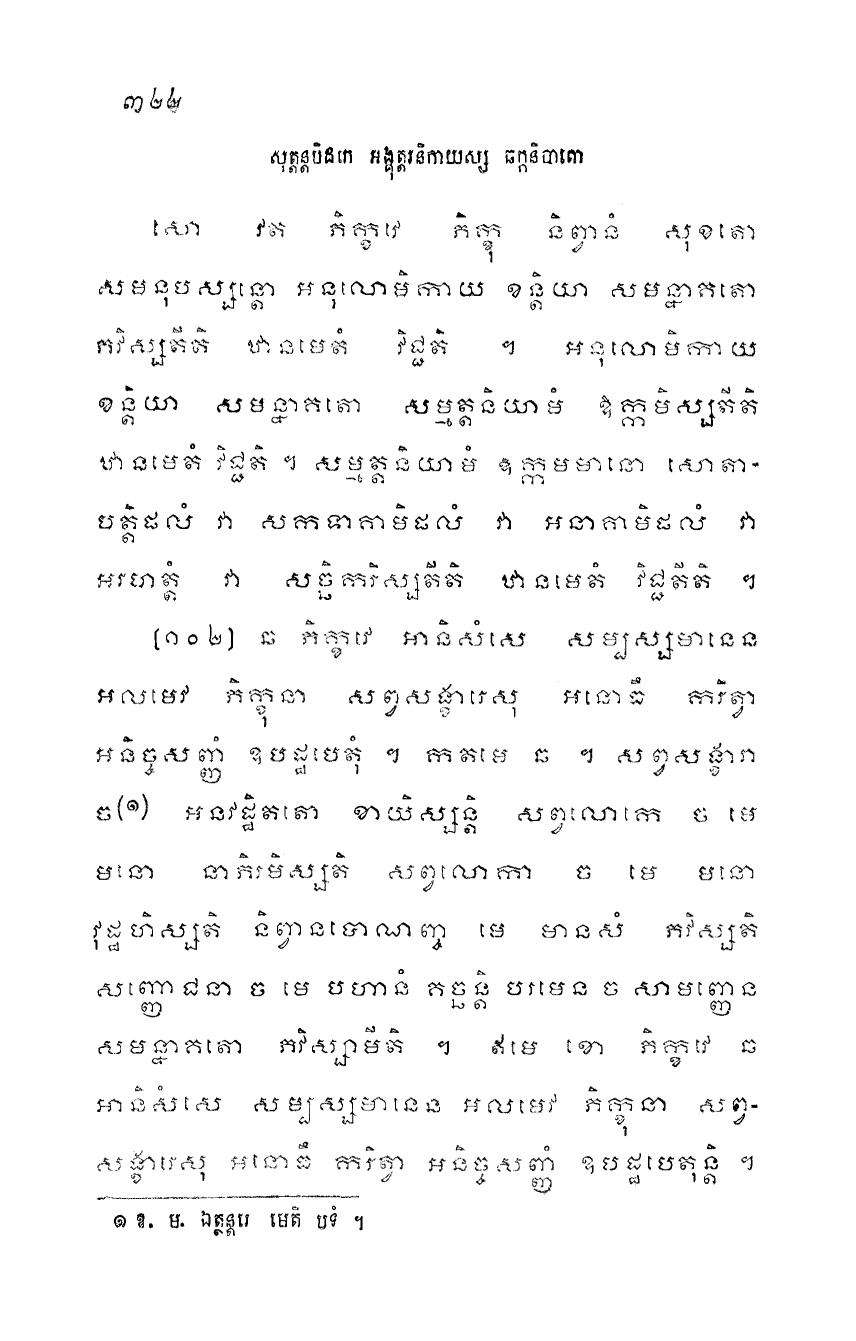 ៣២២
សុត្តន្តបិដកេ អង្គុត្តរនិកាយស្ស ឆក្កនិបាតោ
សោ វត ភិក្ខវេ ភិក្ខុ និព្វានំ សុខតោ
សមនុបស្សន្តោ អនុលោមិកាយ ខន្តិយា សមន្នាគតោ
ភវិស្សតីតិ ឋានមេតំ វិជ្ជតិ ។ អនុលោមិកាយ
ខន្តិយា សមន្នាគតោ សម្មត្តនិយាមំ ឱក្កមិស្សតីតិ
ឋានមេតំ វិជ្ជតិ ។ សម្មត្តនិយាមំ ឱក្កមមានោ សោតា-
បត្តិផលំ វា សកទាគាមិផលំ វា អនាគាមិផលំ វា
អរហត្តំ វា សច្ឆិការិស្សតីតិ ឋានមេតំ វិជ្ជតីតិ ។
[១០២] ឆ ភិក្ខវេ អានិសំសេ សម្បស្សមានេន
អលមេវ ភិក្ខុនា សព្វសង្ខារេសុ អនោធឹ ករិត្វា
អនិច្ចសញ្ញំ ឧបដ្ឋបេតុំ ។ កតមេ ឆ ។ សព្វសង្ខារា
ច(១) អនវដ្ឋិតតោ ខាយិស្សន្តិ សព្វលោកេ ច មេ
មនោ នាភិរមិស្សតិ សព្វលោកា ច មេ មនោ
វុដ្ឋហិស្សតិ និព្វានទោណញ្ច មេ មានសំ ភវិស្សតិ
សញ្ញោជនា ច មេ បហានំ គច្ឆន្តិ បរមេន ច សាមញ្ញេន
សមន្នាគតោ ភវិស្សាមីតិ ។ ឥមេ ខោ ភិក្ខវេ ឆ
អានិសំសេ សម្បស្សមានេន អលមេវ ភិក្ខុនា សព្វ-
សង្ខារេសុ អនោធឹ ករិត្វា អនិច្ចសញ្ញំ ឧបដ្ឋបេតុន្តិ ។
១ ឱ. ម. ឯត្ថន្តរេ មេតិ បទំ ។